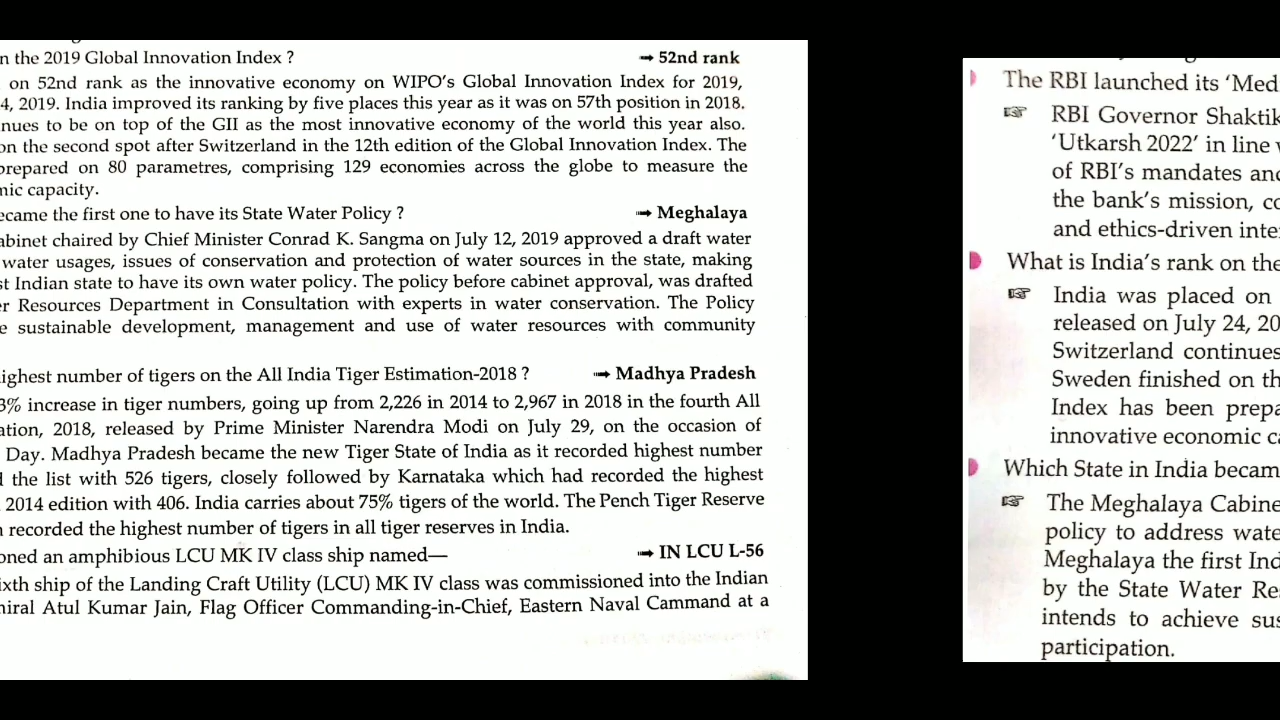 n the 2019 Global Innovation Index ? → 52nd rank
on 52nd rank as the innovative economy on WIPO's Global Innovation Index for 2019,
4, 2019. India improved its ranking by five places this year as it was on 57th position in 2018.
nues to be on top of the GII as the most innovative economy of the world this year also.
on the second spot after Switzerland in the 12th edition of the Global Innovation Index. The
prepared on 80 parametres, comprising 129 economies across the globe to measure the
nic capacity.
ecame the first one to have its State Water Policy ? → Meghalaya
abinet chaired by Chief Minister Conrad K. Sangma on July 12, 2019 approved a draft water
water usages, issues of conservation and protection of water sources in the state, making
st Indian state to have its own water policy. The policy before cabinet approval, was drafted
er Resources Department in Consultation with experts in water conservation. The Policy
e sustainable development, management and use of water resources with community
ighest number of tigers on the All India Tiger Estimation-2018 ? → Madhya Pradesh
3% increase in tiger numbers, going up from 2,226 in 2014 to 2,967 in 2018 in the fourth All
ation, 2018, released by Prime Minister Narendra Modi on July 29, on the occasion of
Day. Madhya Pradesh became the new Tiger State of India as it recorded highest number
d the list with 526 tigers, closely followed by Karnataka which had recorded the highest
2014 edition with 406. India carries about 75% tigers of the world. The Pench Tiger Reserve
h recorded the highest number of tigers in all tiger reserves in India.
oned an amphibious LCU MK IV class ship named— → IN LCU L-56
ixth ship of the Landing Craft Utility (LCU) MK IV class was commissioned into the Indian
niral Atul Kumar Jain, Flag Officer Commanding-in-Chief, Eastern Naval Cammand at a
The RBI launched its 'Med
RBI Governor Shaktik
'Utkarsh 2022' in line w
of RBI's mandates and
the bank's mission, co
and ethics-driven inte
What is India's rank on the
India was placed on
released on July 24, 20
Switzerland continues
Sweden finished on th
Index has been prepa
innovative economic ca
Which State in India becam
The Meghalaya Cabine
policy to address wate
Meghalaya the first Ind
by the State Water Res
intends to achieve sus
participation.